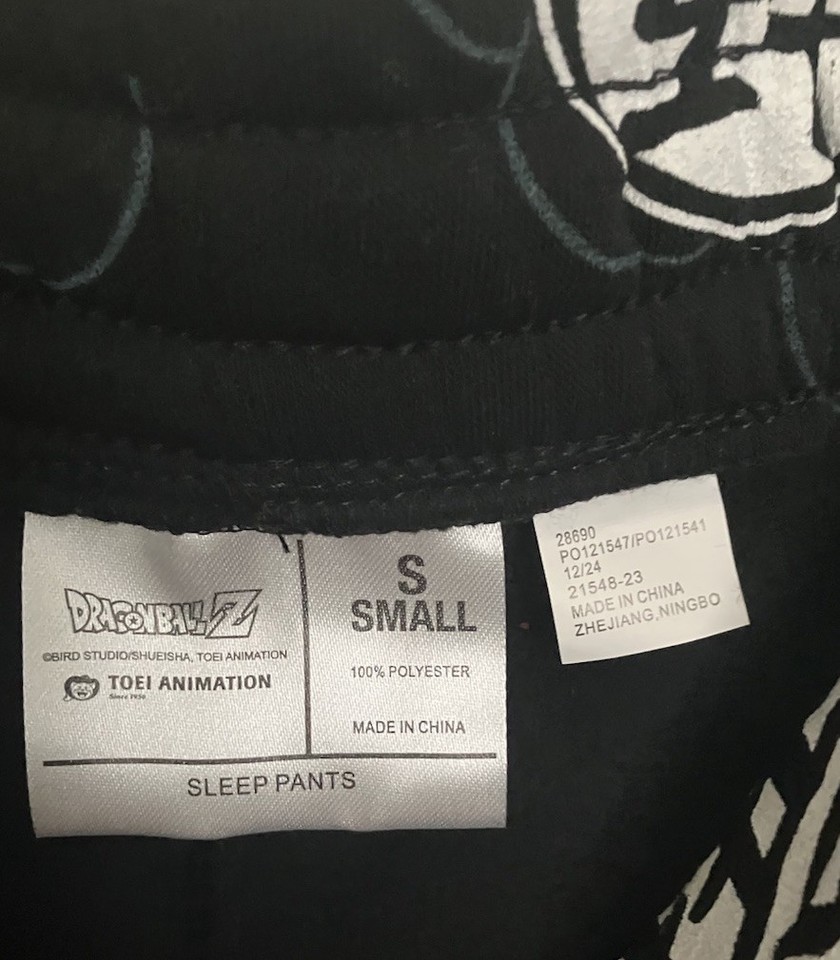 DRAGONBALL Z
©BIRD STUDIO/SHUEISHA, TOEI ANIMATION
TOEI ANIMATION
Since 1956
S
SMALL
100% POLYESTER
MADE IN CHINA
SLEEP PANTS
28690
PO121547/PO121541
12/24
21548-23
MADE IN CHINA
ZHEJIANG,NINGBO